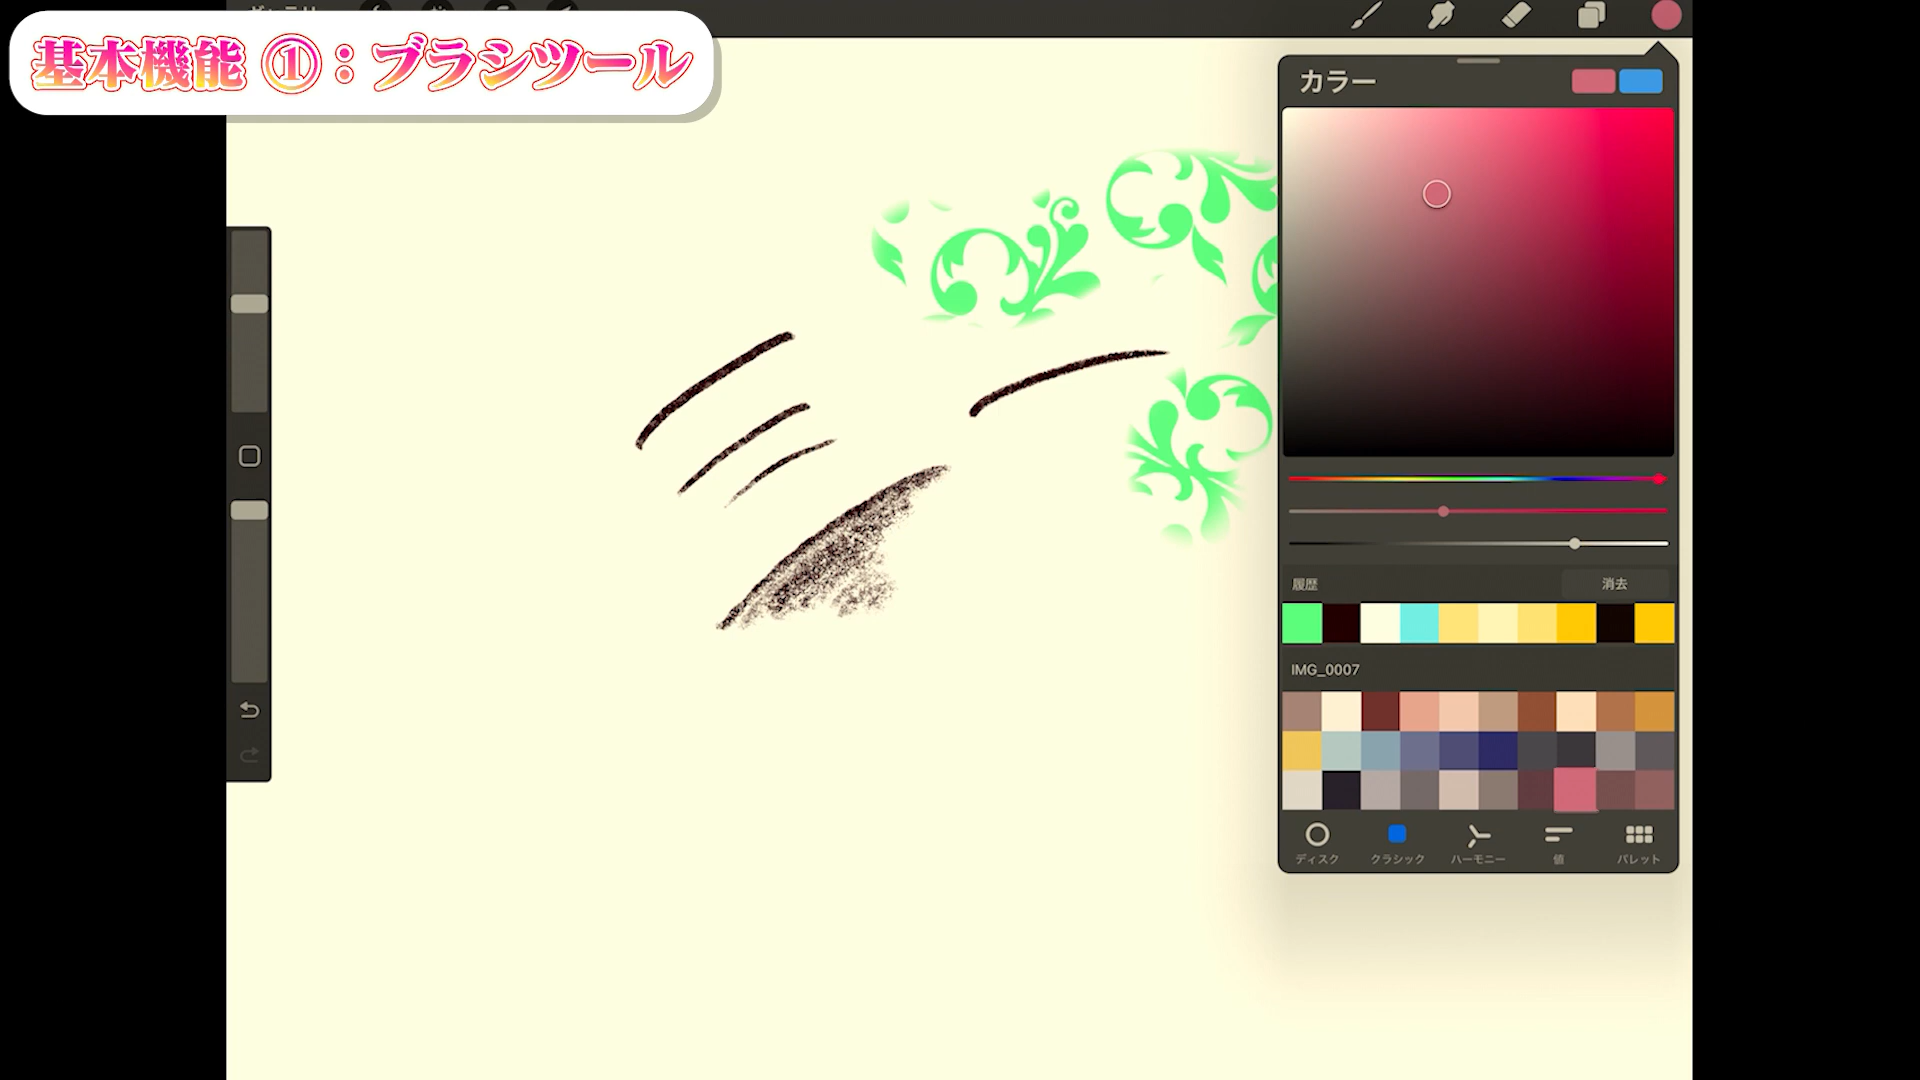 基本機能 ①：ブラシツール
カラー
履歴
消去
IMG_0007
ディスク
クラシック
ハーモニー
値
パレット